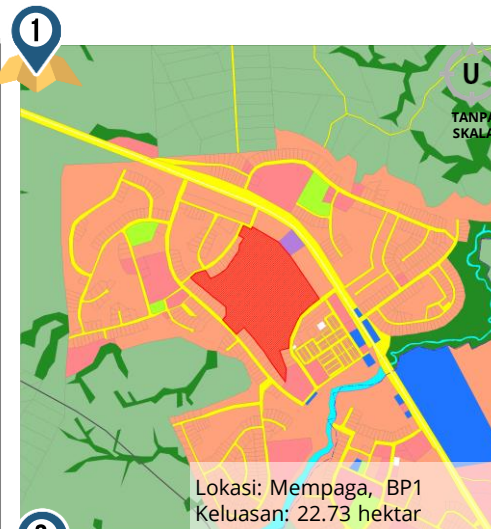 1
U
TANPA
SKALA
Lokasi: Mempaga, BP1
Keluasan: 22.73 hektar